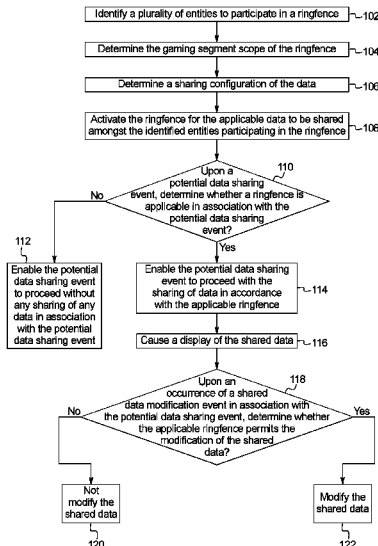 Identify a plurality of entities to participate in a ringfence
102
Determine the gaming segment scope of the ringfence
104
Determine a sharing configuration of the data
106
Activate the ringfence for the applicable data to be shared
amongst the identified entities participating in the ringfence
108
110
Upon a
potential data sharing
event, determine whether a ringfence is
applicable in association with the
potential data sharing
event?
No
Yes
112
Enable the potential
data sharing event
to proceed without
any sharing of any
data in association
with the potential
data sharing event
Enable the potential data sharing
event to proceed with the
sharing of data in accordance
with the applicable ringfence
114
Cause a display of the shared data
116
118
Upon an
occurrence of a shared
data modification event in association with
the potential data sharing event, determine whether
the applicable ringfence permits the
modification of the shared
data?
No
Yes
Not
modify the
shared data
120
Modify the
shared data
122